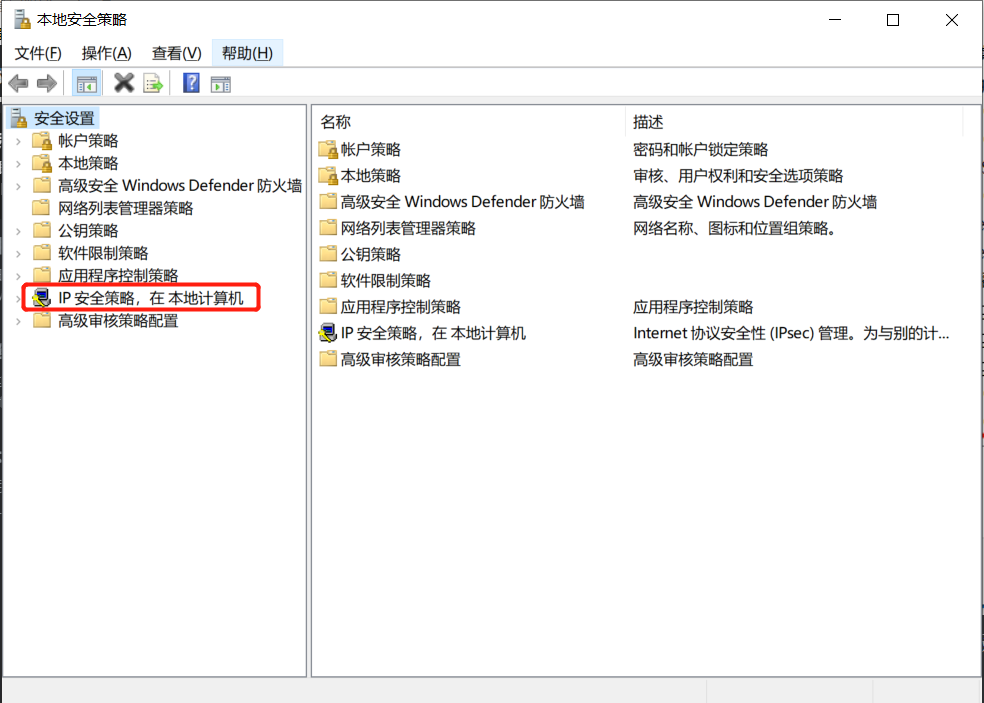 本地安全策略
文件(F) 操作(A) 查看(V) 帮助(H)
安全设置
帐户策略
本地策略
高级安全 Windows Defender 防火墙
网络列表管理器策略
公钥策略
软件限制策略
应用程序控制策略
IP 安全策略，在 本地计算机
高级审核策略配置
名称 描述
帐户策略 密码和帐户锁定策略
本地策略 审核、用户权利和安全选项策略
高级安全 Windows Defender 防火墙 高级安全 Windows Defender 防火墙
网络列表管理器策略 网络名称、图标和位置组策略。
公钥策略
软件限制策略
应用程序控制策略 应用程序控制策略
IP 安全策略，在 本地计算机 Internet 协议安全性 (IPsec) 管理。为与别的计...
高级审核策略配置 高级审核策略配置